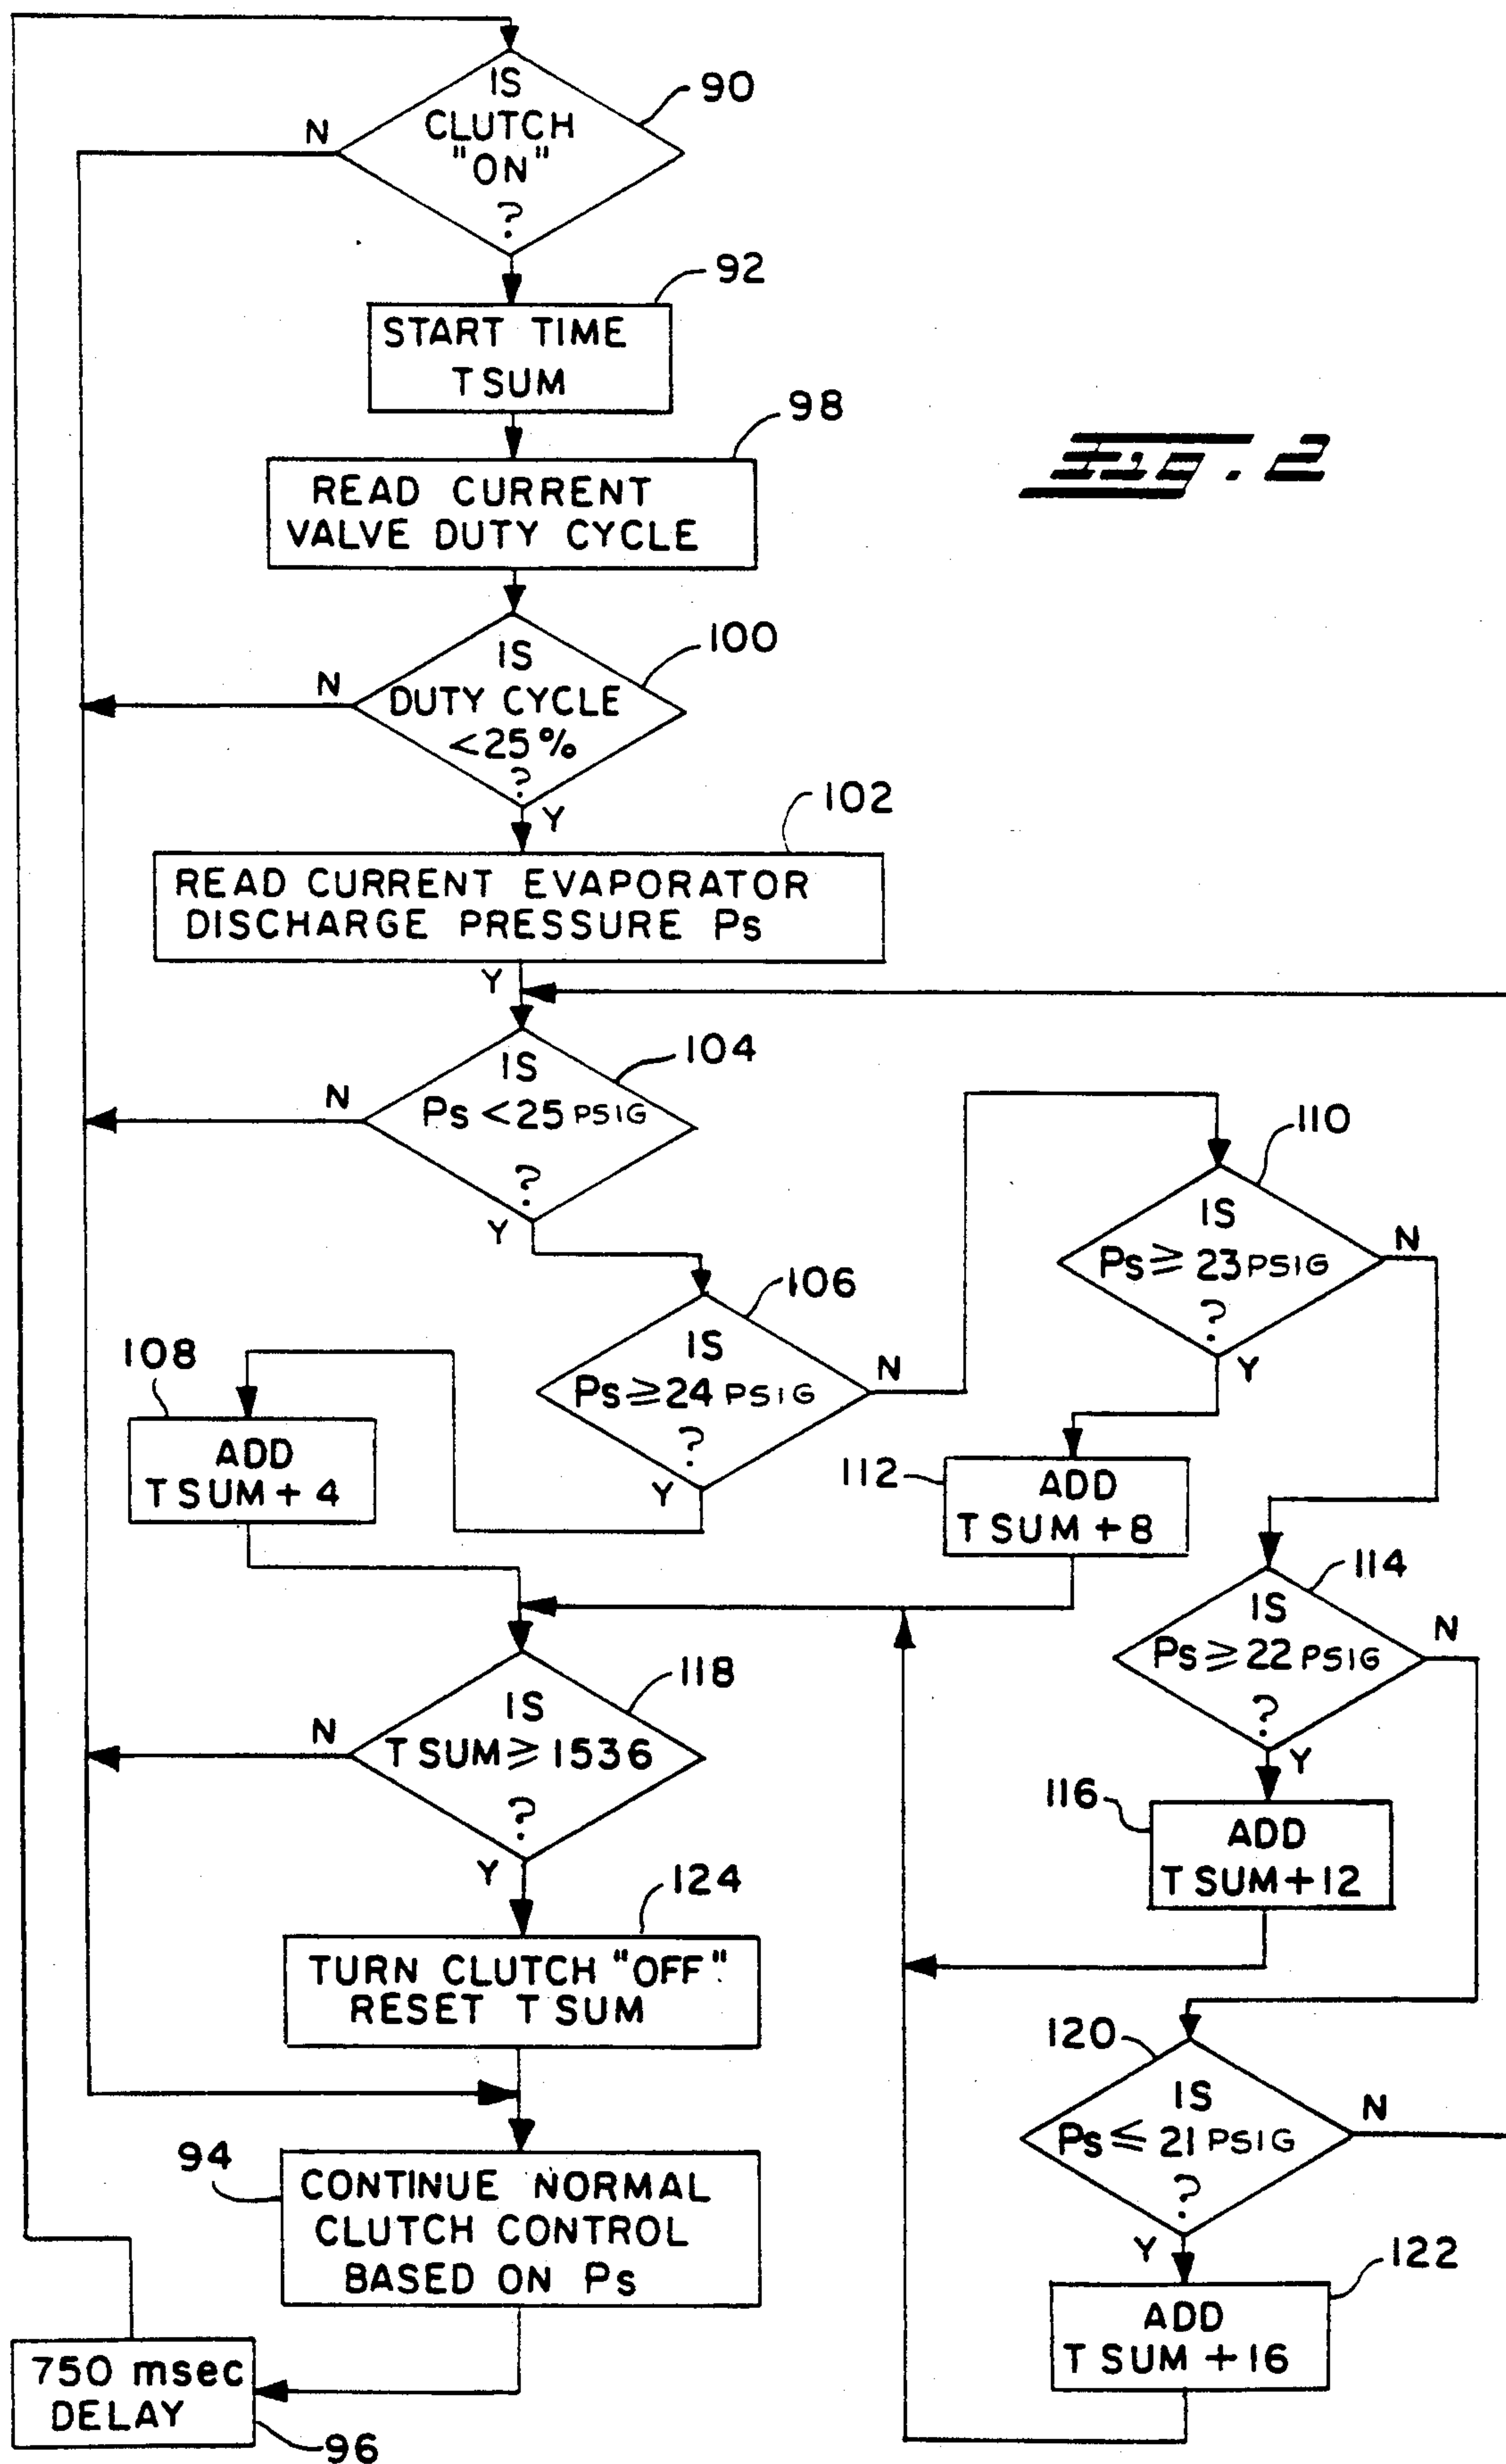 IS
CLUTCH
"ON"
?
90
N
92
START TIME
TSUM
98
READ CURRENT
VALVE DUTY CYCLE
Fig. 2
100
IS
DUTY CYCLE
<25%
?
N
Y
102
READ CURRENT EVAPORATOR
DISCHARGE PRESSURE Ps
Y
104
IS
Ps <25 PSIG
?
N
Y
110
IS
Ps ≥ 23 PSIG
?
N
Y
106
IS
Ps ≥ 24 PSIG
?
N
Y
108
ADD
TSUM + 4
112
ADD
TSUM + 8
114
IS
Ps ≥ 22 PSIG
?
N
Y
118
IS
TSUM ≥ 1536
?
N
Y
116
ADD
TSUM + 12
124
TURN CLUTCH "OFF"
RESET TSUM
120
IS
Ps ≤ 21 PSIG
?
N
Y
94
CONTINUE NORMAL
CLUTCH CONTROL
BASED ON Ps
122
ADD
TSUM + 16
750 msec
DELAY
96